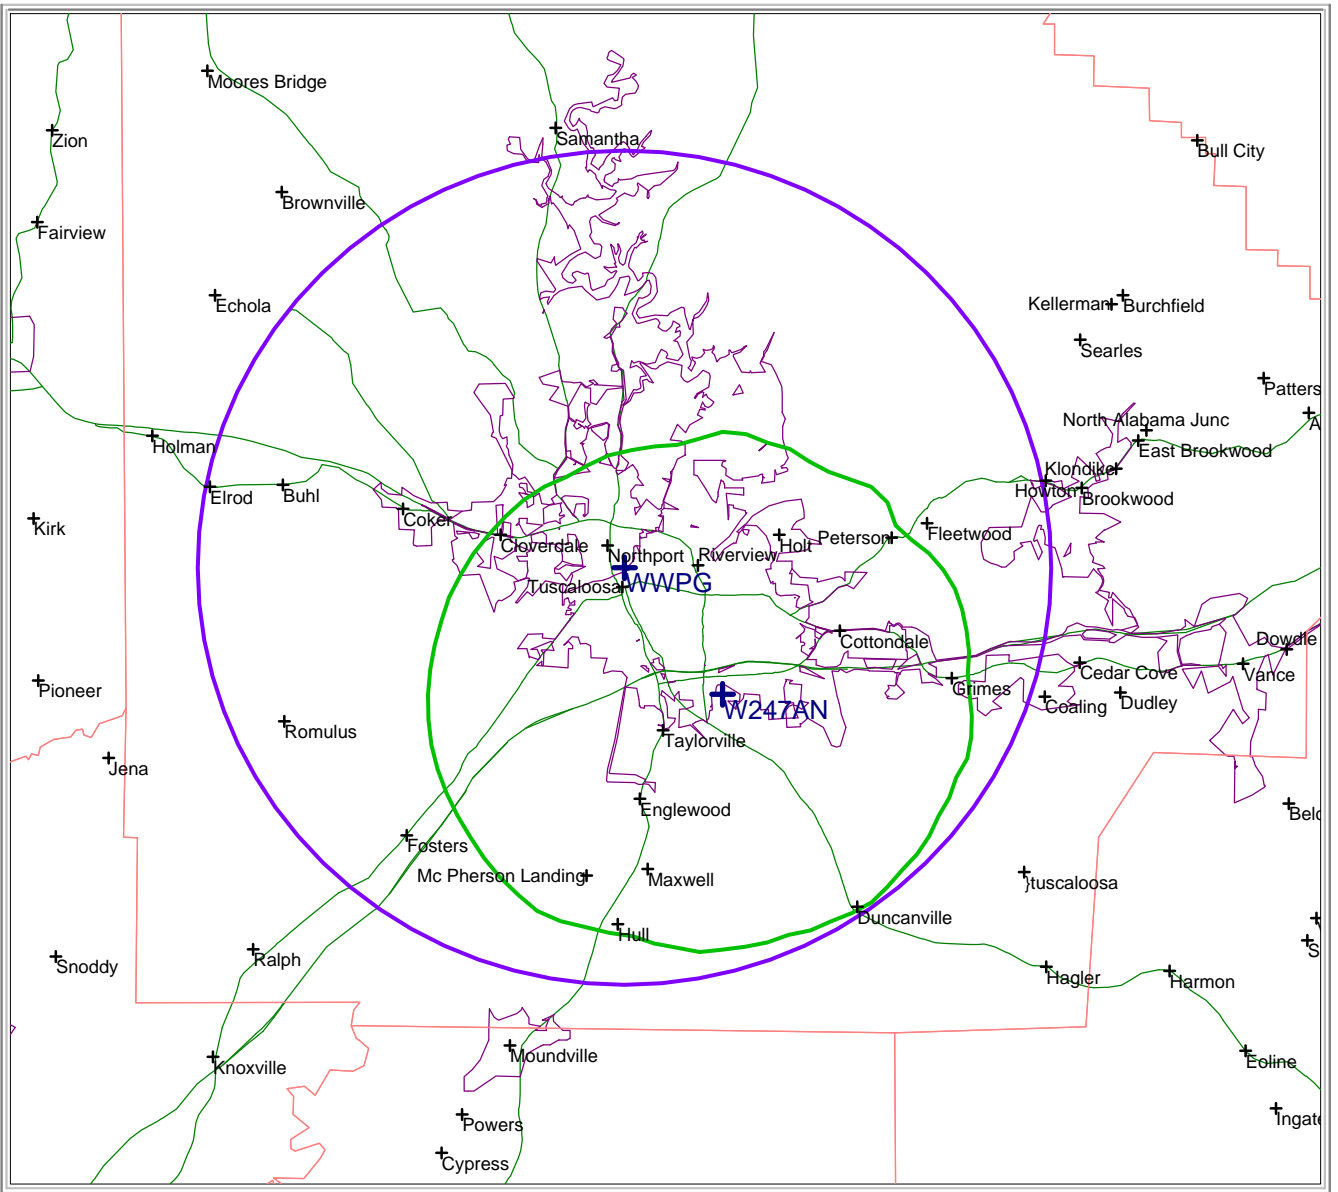 Moores Bridge
Zion
Samantha
Bull City
Brownville
Fairview
Echola
Kellerman
Burchfield
Searles
Patters
A
North Alabama Junc
Holman
East Brookwood
Klondike
Elrod
Buhl
Howton
Brookwood
Coker
Kirk
Fleetwood
Cloverdale
Holt
Peterson
Northport
Riverview
Tuscaloosa
WWPG
Cottondale
Dowdle
Cedar Cove
Vance
Pioneer
Grimes
Dudley
Coaling
W247AN
Romulus
Taylorville
Jena
Englewood
Belc
Fosters
Mc Pherson Landing
Maxwell
}tuscaloosa
Duncanville
Hull
S
Snoddy
Ralph
Hagler
Harmon
Moundville
Knoxville
Eoline
Powers
Ingate
Cypress